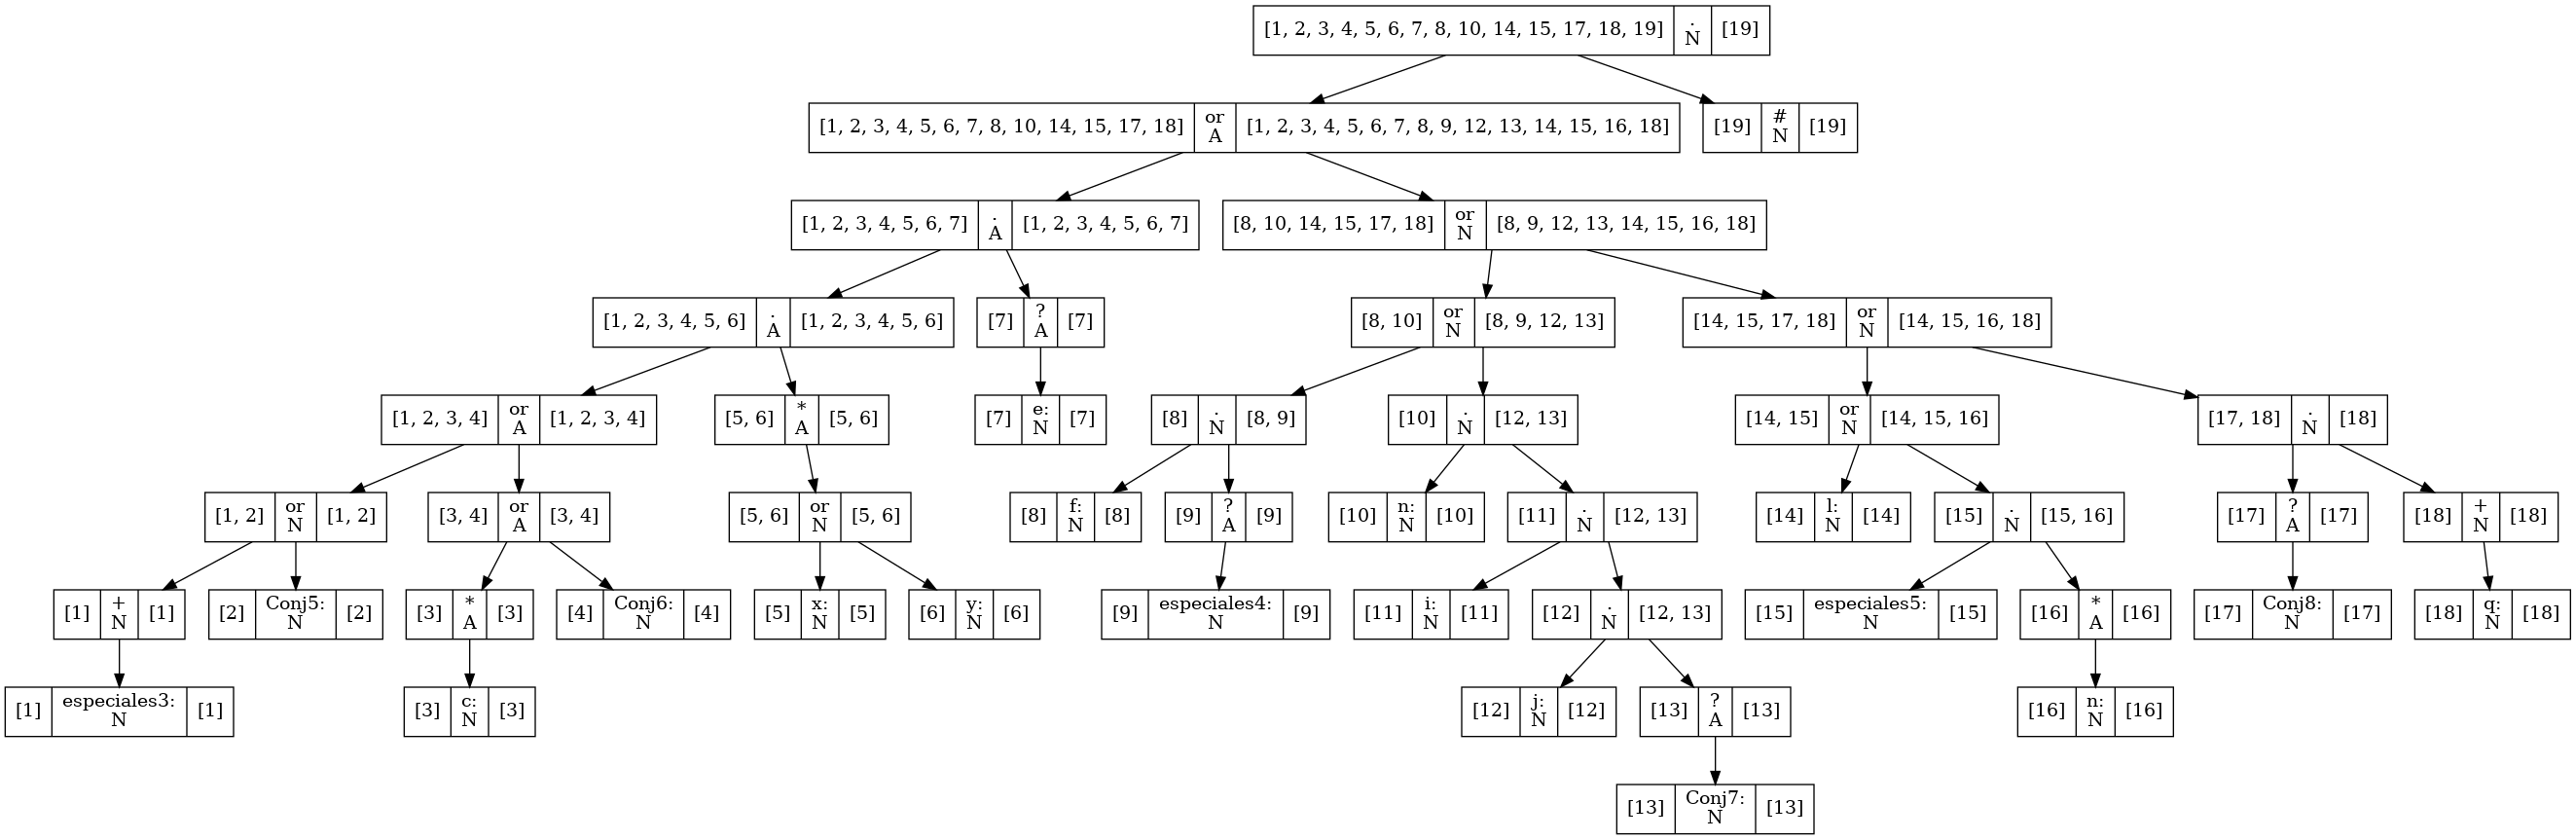 [1, 2, 3, 4, 5, 6, 7, 8, 10, 14, 15, 17, 18, 19] . N [19]
[1, 2, 3, 4, 5, 6, 7, 8, 10, 14, 15, 17, 18] or A [1, 2, 3, 4, 5, 6, 7, 8, 9, 12, 13, 14, 15, 16, 18]
[19] # N [19]
[1, 2, 3, 4, 5, 6, 7] . A [1, 2, 3, 4, 5, 6, 7]
[8, 10, 14, 15, 17, 18] or N [8, 9, 12, 13, 14, 15, 16, 18]
[1, 2, 3, 4, 5, 6] . A [1, 2, 3, 4, 5, 6]
[7] ? A [7]
[8, 10] or N [8, 9, 12, 13]
[14, 15, 17, 18] or N [14, 15, 16, 18]
[1, 2, 3, 4] or A [1, 2, 3, 4]
[5, 6] * A [5, 6]
[7] e: N [7]
[8] . N [8, 9]
[10] . N [12, 13]
[14, 15] or N [14, 15, 16]
[17, 18] . N [18]
[1, 2] or N [1, 2]
[3, 4] or A [3, 4]
[5, 6] or N [5, 6]
[8] f: N [8]
[9] ? A [9]
[10] n: N [10]
[11] . N [12, 13]
[14] l: N [14]
[15] . N [15, 16]
[17] ? A [17]
[18] + N [18]
[1] + N [1]
[2] Conj5: N [2]
[3] * A [3]
[4] Conj6: N [4]
[5] x: N [5]
[6] y: N [6]
[9] especiales4: N [9]
[11] i: N [11]
[12] . N [12, 13]
[15] especiales5: N [15]
[16] * A [16]
[17] Conj8: N [17]
[18] q: N [18]
[1] especiales3: N [1]
[3] c: N [3]
[12] j: N [12]
[13] ? A [13]
[16] n: N [16]
[13] Conj7: N [13]